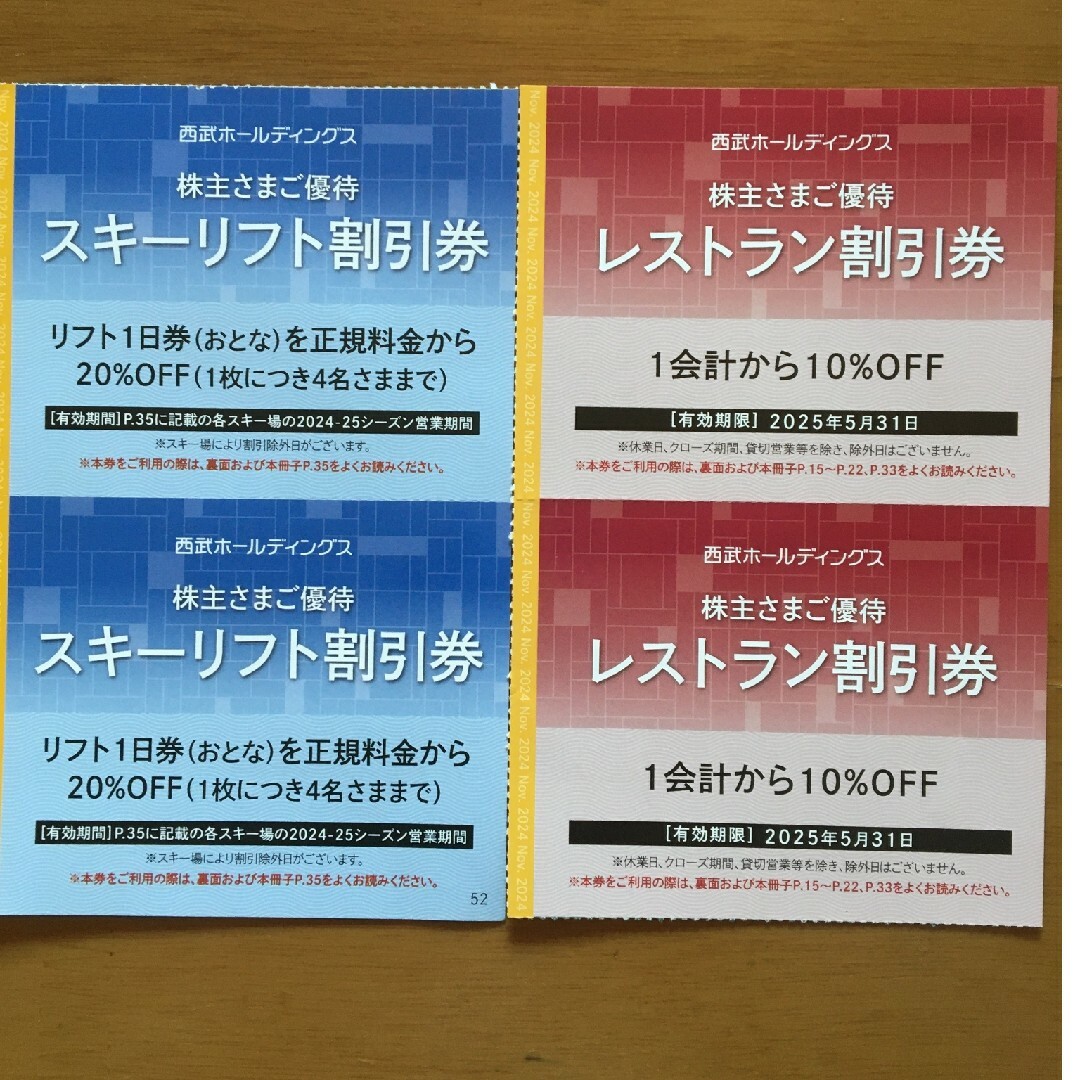 西武ホールディングス
株主さまご優待
スキーリフト割引券
リフト1日券(おとな)を正規料金から
20%OFF(1枚につき4名さままで)
[有効期間]P.35に記載の各スキー場の2024-25シーズン営業期間
※スキー場により割引除外日がございます。
※本券をご利用の際は、裏面および本冊子P.35をよくお読みください。
西武ホールディングス
株主さまご優待
スキーリフト割引券
リフト1日券(おとな)を正規料金から
20%OFF(1枚につき4名さままで)
[有効期間]P.35に記載の各スキー場の2024-25シーズン営業期間
※スキー場により割引除外日がございます。
※本券をご利用の際は、裏面および本冊子P.35をよくお読みください。
52
Nov. 2024 Nov. 2024 Nov. 2024 Nov. 2024 Nov. 2024 Nov. 2024 Nov. 2024 Nov. 2024 Nov. 2024 Nov. 2024
西武ホールディングス
株主さまご優待
レストラン割引券
1会計から10%OFF
[有効期限] 2025年5月31日
※休業日、クローズ期間、貸切営業等を除き、除外日はございません。
※本券をご利用の際は、裏面および本冊子P.15〜P.22、P.33をよくお読みください。
西武ホールディングス
株主さまご優待
レストラン割引券
1会計から10%OFF
[有効期限] 2025年5月31日
※休業日、クローズ期間、貸切営業等を除き、除外日はございません。
※本券をご利用の際は、裏面および本冊子P.15〜P.22、P.33をよくお読みください。